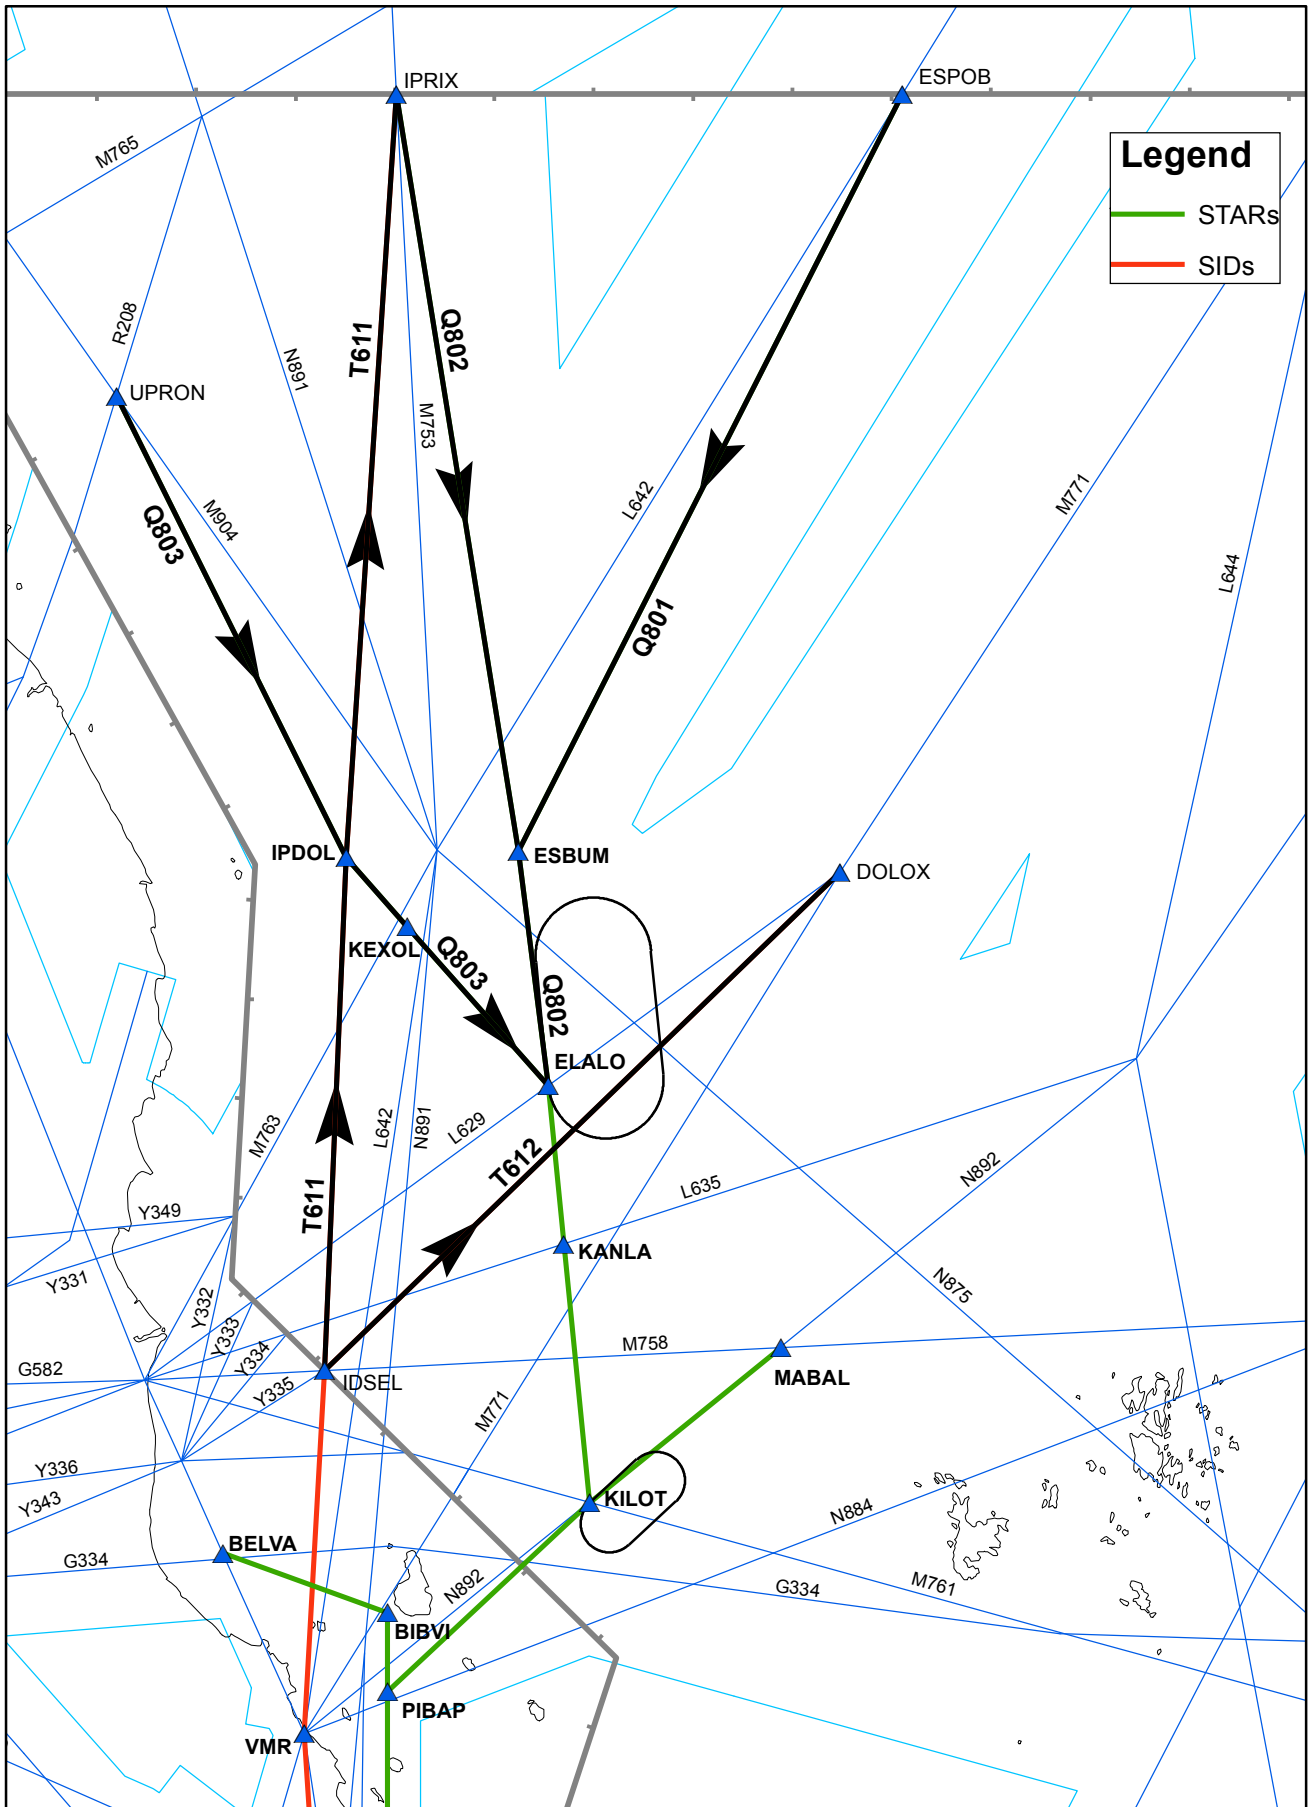 IPRIX
ESPOB
M765
Legend
STARs
SIDs
R208
N891
T611
Q802
UPRON
M753
M904
Q803
L642
M771
L644
Q801
IPDOL
ESBUM
DOLOX
KEXOL
Q803
Q802
ELALO
M763
L642
N891
L629
T612
T611
L635
N892
Y349
KANLA
Y331
Y332
Y333
Y334
Y335
N875
G582
M758
IDSEL
MABAL
M771
Y336
Y343
KILOT
N884
BELVA
G334
N892
G334
M761
BIBVI
PIBAP
VMR